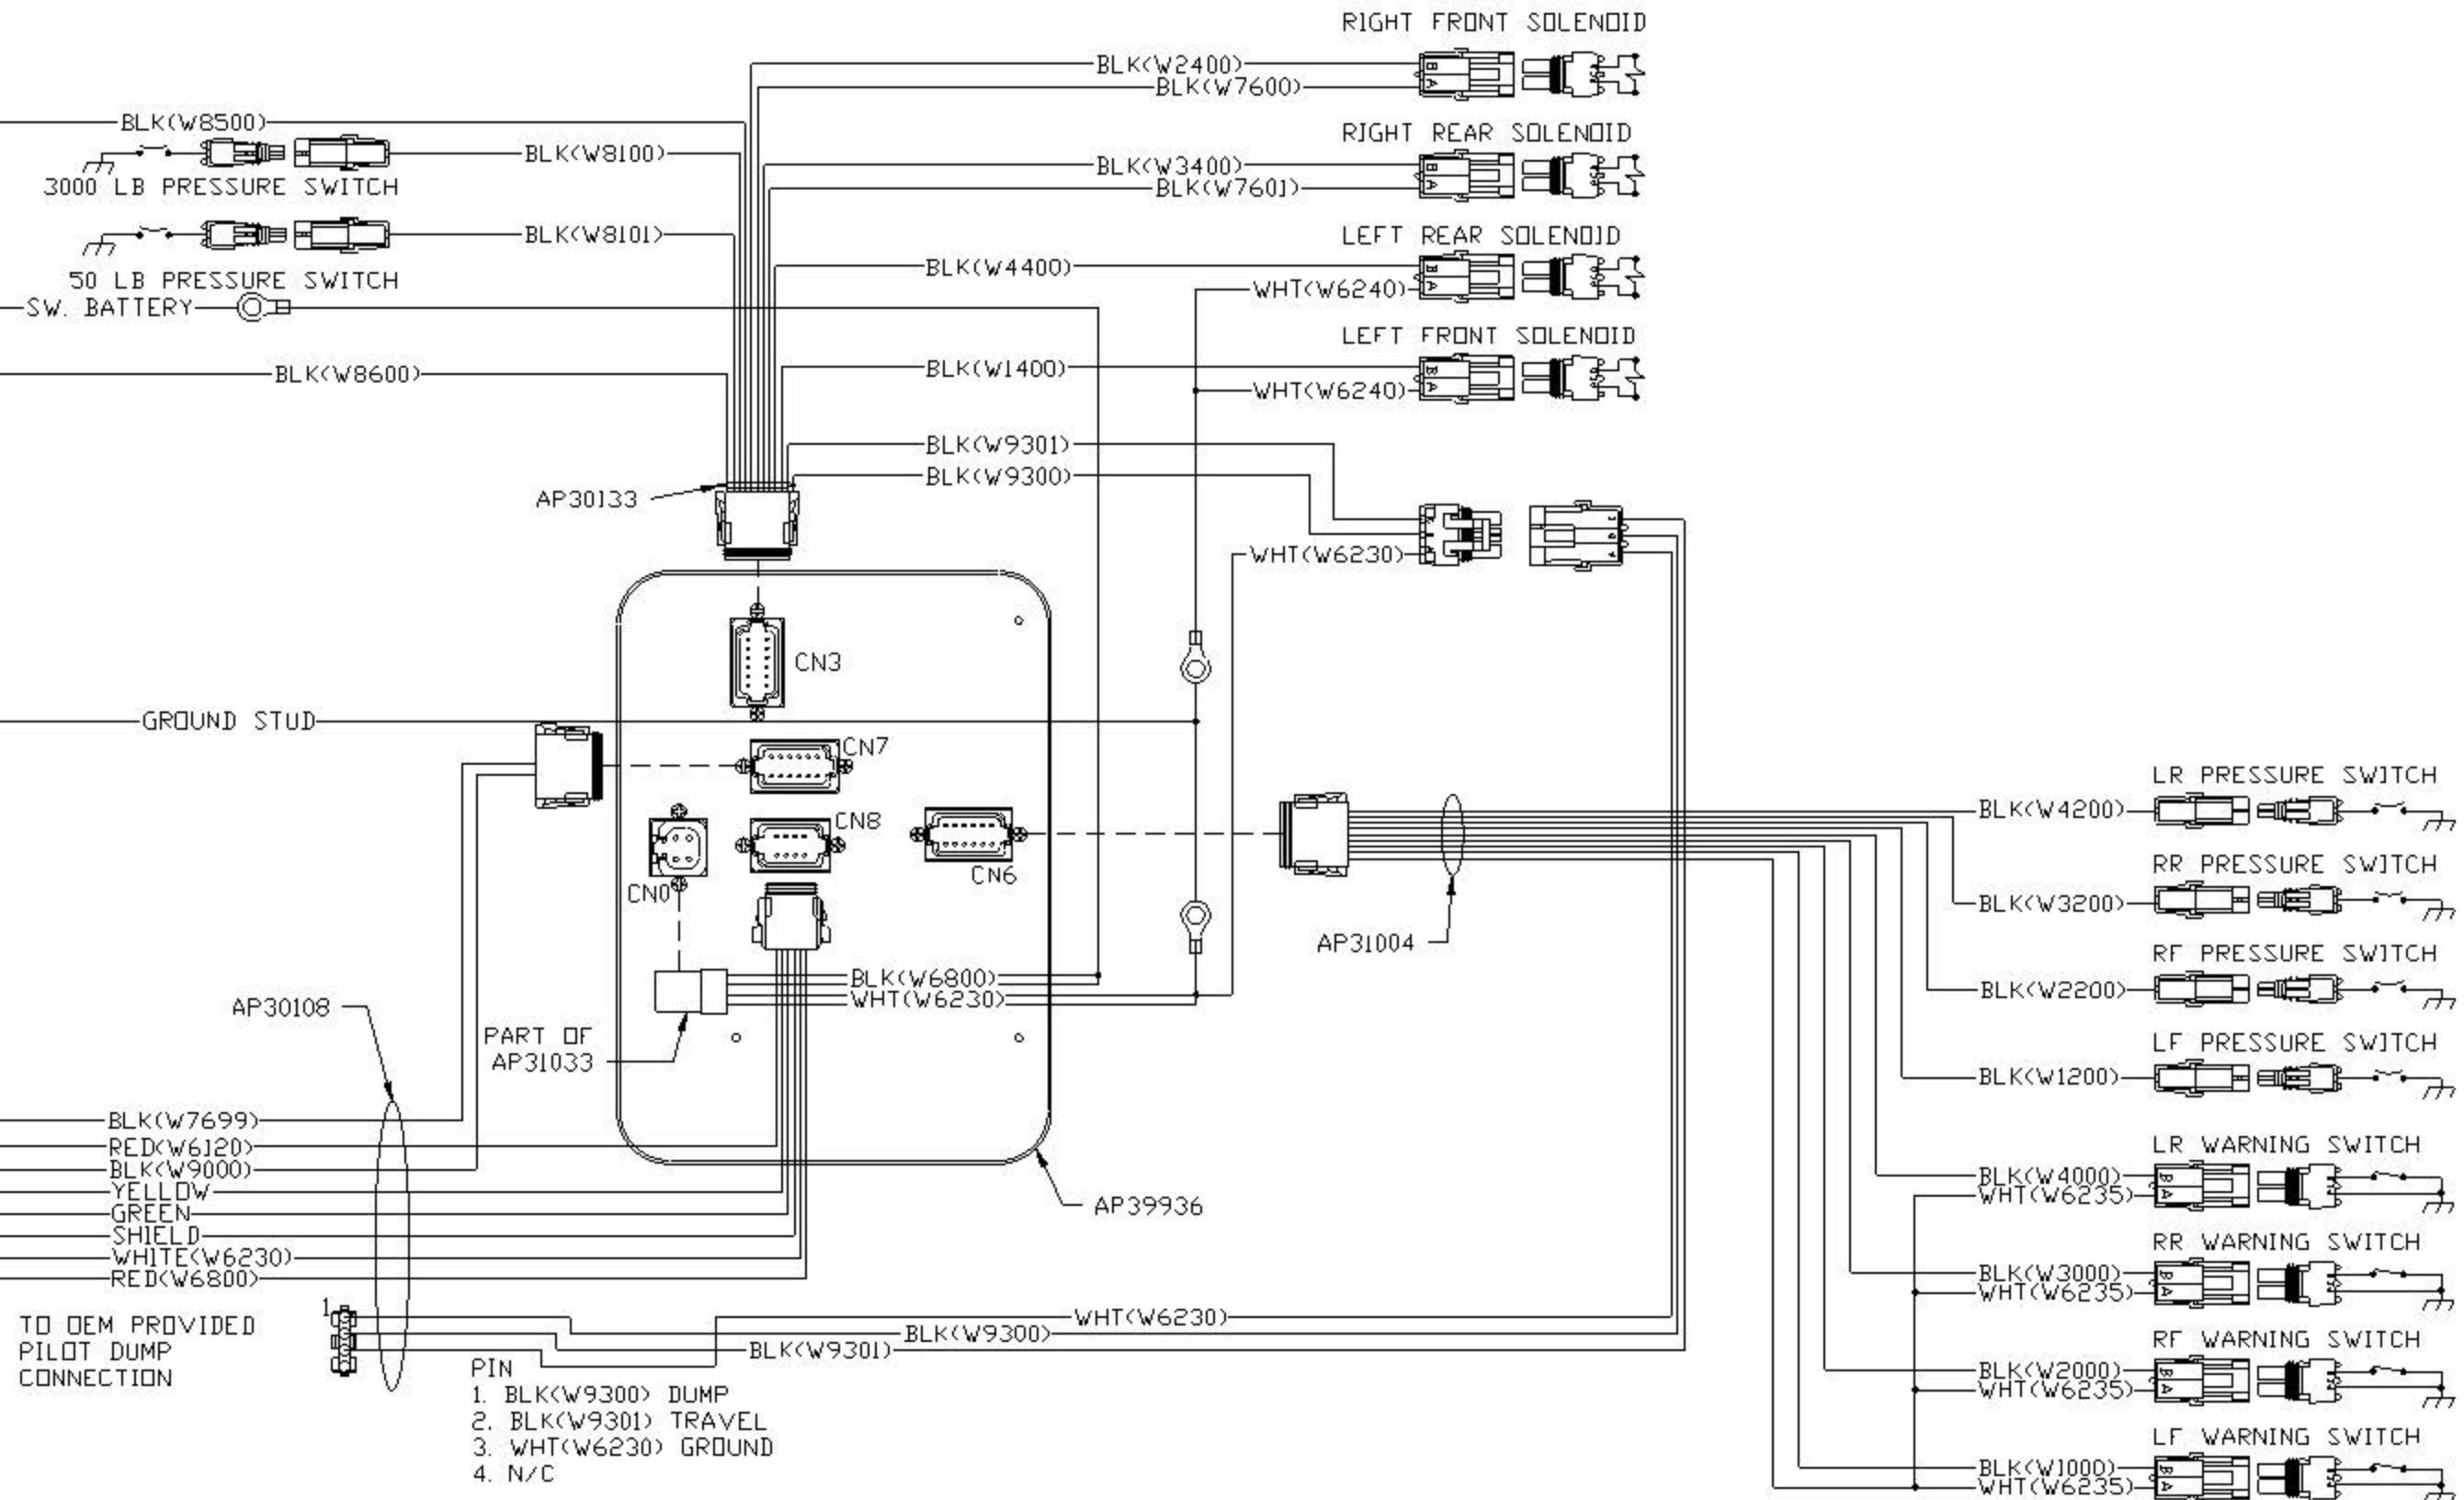 RIGHT FRONT SOLENOID
BLK(W2400)
BLK(W7600)
B
A
BLK(W8500)
BLK(W8100)
3000 LB PRESSURE SWITCH
RIGHT REAR SOLENOID
BLK(W3400)
BLK(W7601)
B
A
BLK(W8101)
50 LB PRESSURE SWITCH
LEFT REAR SOLENOID
BLK(W4400)
WHT(W6240)
B
A
SW. BATTERY
LEFT FRONT SOLENOID
BLK(W8600)
BLK(W1400)
WHT(W6240)
B
A
BLK(W9301)
BLK(W9300)
AP30133
WHT(W6230)
CN3
GROUND STUD
CN7
CN8
CN6
CN0
LR PRESSURE SWITCH
BLK(W4200)
RR PRESSURE SWITCH
BLK(W3200)
AP31004
RF PRESSURE SWITCH
BLK(W2200)
BLK(W6800)
WHT(W6230)
AP30108
PART OF
AP31033
LF PRESSURE SWITCH
BLK(W1200)
BLK(W7699)
RED(W6120)
BLK(W9000)
YELLOW
GREEN
SHIELD
WHITE(W6230)
RED(W6800)
AP39936
LR WARNING SWITCH
BLK(W4000)
WHT(W6235)
B
A
RR WARNING SWITCH
BLK(W3000)
WHT(W6235)
B
A
TO OEM PROVIDED
PILOT DUMP
CONNECTION
1
WHT(W6230)
BLK(W9300)
BLK(W9301)
RF WARNING SWITCH
BLK(W2000)
WHT(W6235)
B
A
PIN
1. BLK(W9300) DUMP
2. BLK(W9301) TRAVEL
3. WHT(W6230) GROUND
4. N/C
LF WARNING SWITCH
BLK(W1000)
WHT(W6235)
B
A